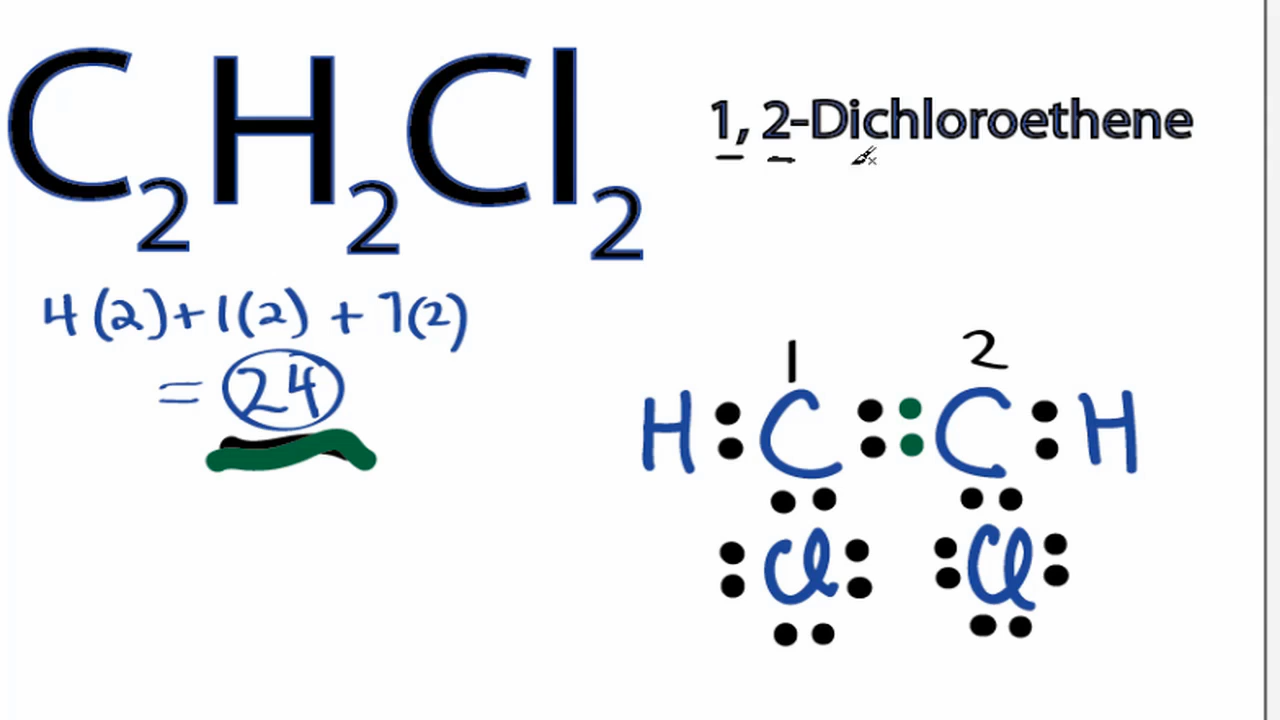 C₂H₂Cl₂
1, 2-Dichloroethene
4(2)+1(2) + 7(2)
= 24
1 2
H : C :: C : H
Cl Cl